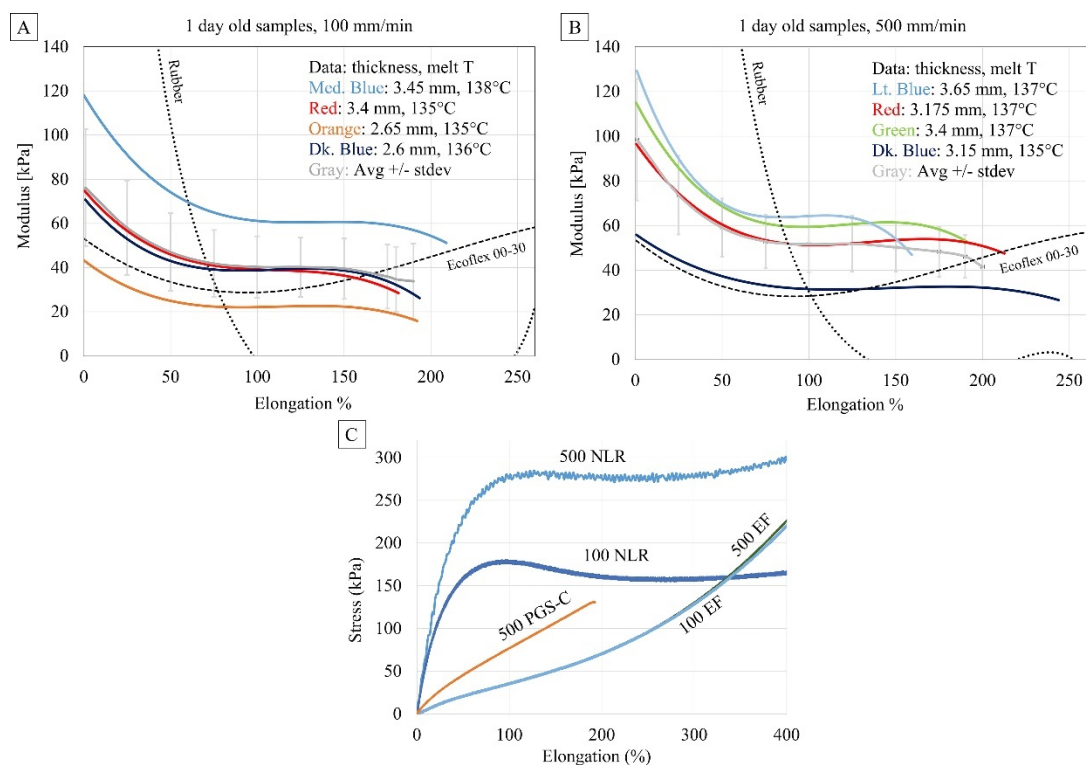 A
1 day old samples, 100 mm/min
140
120
100
80
60
40
20
0
Modulus [kPa]
Rubber
Data: thickness, melt T
Med. Blue: 3.45 mm, 138°C
Red: 3.4 mm, 135°C
Orange: 2.65 mm, 135°C
Dk. Blue: 2.6 mm, 136°C
Gray: Avg +/- stdev
Ecoflex 00-30
0 50 100 150 200 250
Elongation %
B
1 day old samples, 500 mm/min
140
120
100
80
60
40
20
0
Modulus [kPa]
Rubber
Data: thickness, melt T
Lt. Blue: 3.65 mm, 137°C
Red: 3.175 mm, 137°C
Green: 3.4 mm, 137°C
Dk. Blue: 3.15 mm, 135°C
Gray: Avg +/- stdev
Ecoflex 00-30
0 50 100 150 200 250
Elongation %
C
300
250
200
150
100
50
0
Stress (kPa)
500 NLR
100 NLR
500 PGS-C
500 EF
100 EF
0 100 200 300 400
Elongation (%)